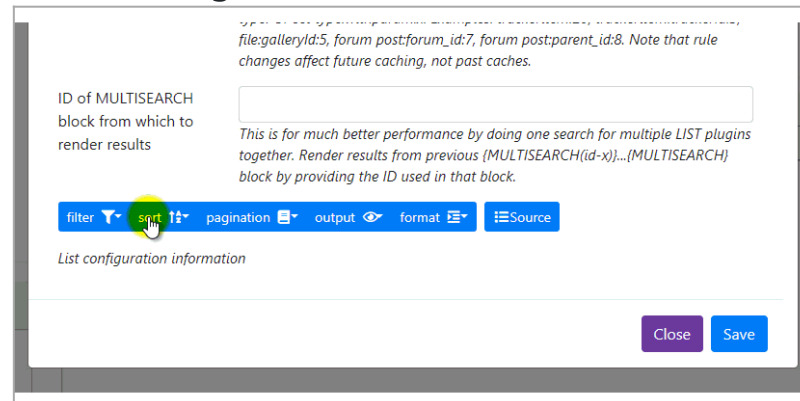 file:galleryId:5, forum post:forum_id:7, forum post:parent_id:8. Note that rule
changes affect future caching, not past caches.
ID of MULTISEARCH
block from which to
render results
This is for much better performance by doing one search for multiple LIST plugins
together. Render results from previous {MULTISEARCH(id-x)}...{MULTISEARCH}
block by providing the ID used in that block.
filter sort pagination output format Source
List configuration information
Close Save